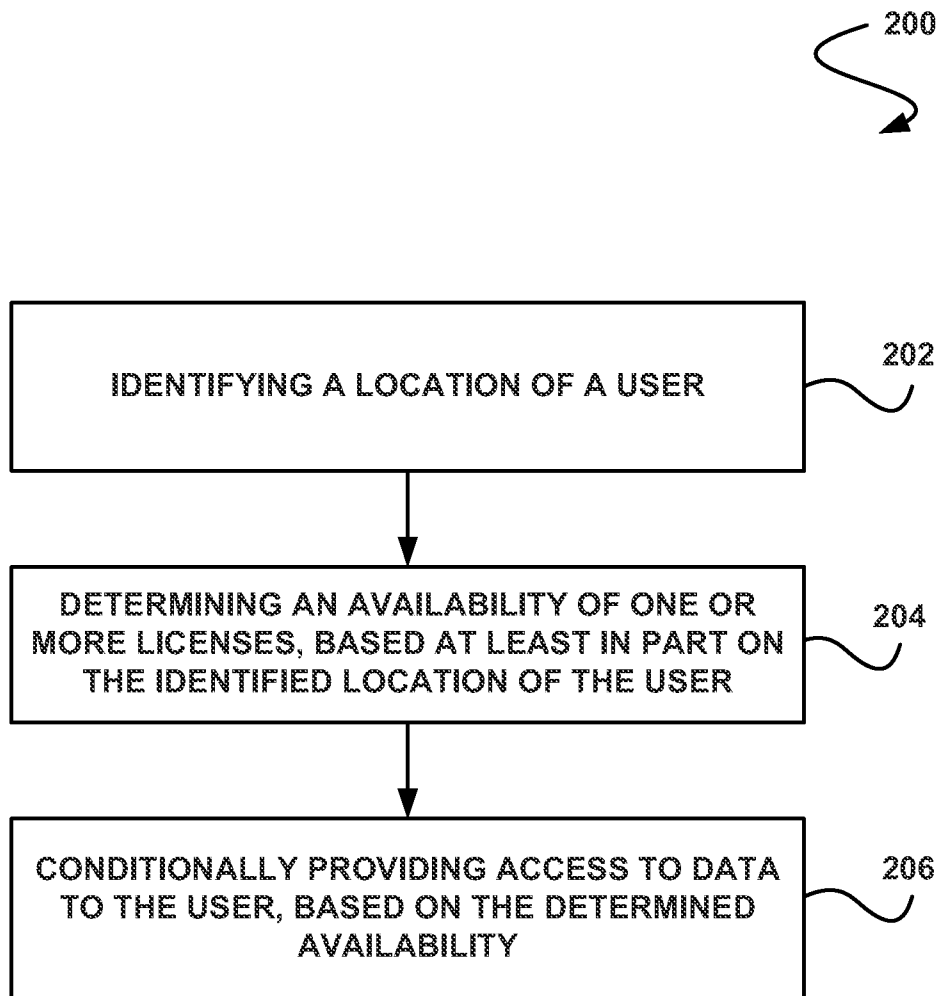 200
IDENTIFYING A LOCATION OF A USER
202
DETERMINING AN AVAILABILITY OF ONE OR
MORE LICENSES, BASED AT LEAST IN PART ON
THE IDENTIFIED LOCATION OF THE USER
204
CONDITIONALLY PROVIDING ACCESS TO DATA
TO THE USER, BASED ON THE DETERMINED
AVAILABILITY
206